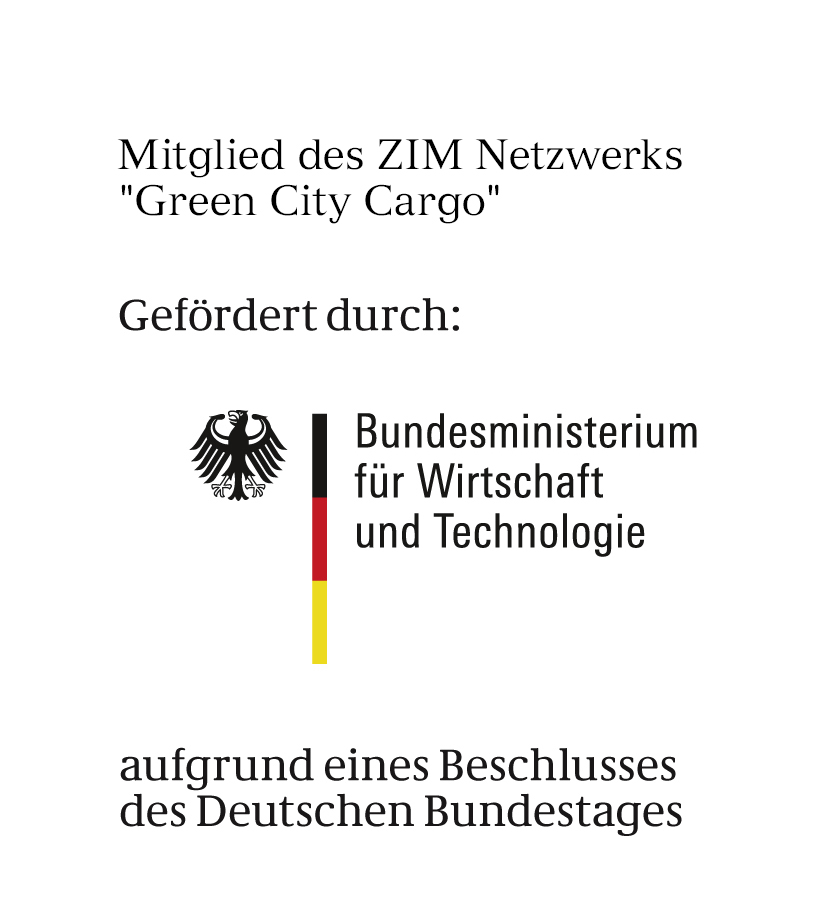 Mitglied des ZIM Netzwerks
"Green City Cargo"
Gefördert durch:
Bundesministerium
für Wirtschaft
und Technologie
aufgrund eines Beschlusses
des Deutschen Bundestages